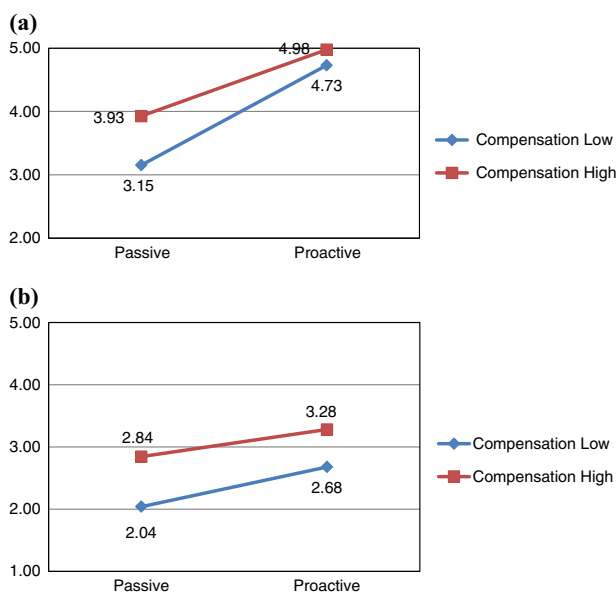 (a)
5.00
4.98
4.73
4.00
3.93
3.15
3.00
2.00
Passive
Proactive
Compensation Low
Compensation High
(b)
5.00
4.00
3.28
2.84
3.00
2.68
2.04
2.00
1.00
Passive
Proactive
Compensation Low
Compensation High